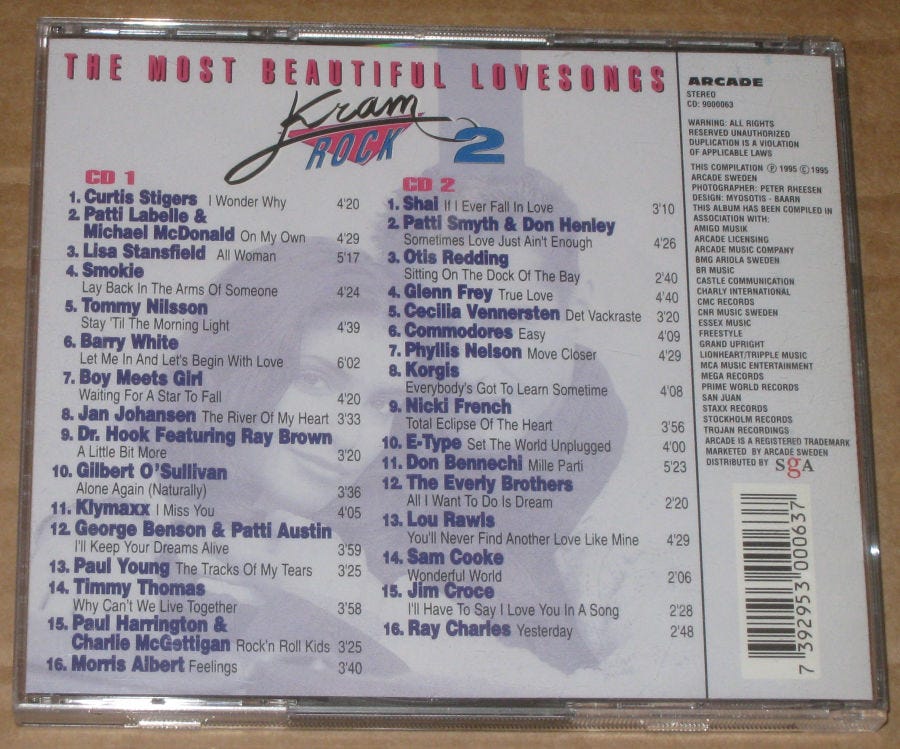 THE MOST BEAUTIFUL LOVESONGS
Kram
ROCK 2
CD 1
1. Curtis Stigers I Wonder Why 4'20
2. Patti Labelle &
Michael McDonald On My Own 4'29
3. Lisa Stansfield All Woman 5'17
4. Smokie
Lay Back In The Arms Of Someone 4'24
5. Tommy Nilsson
Stay 'Til The Morning Light 4'39
6. Barry White
Let Me In And Let's Begin With Love 6'02
7. Boy Meets Girl
Waiting For A Star To Fall 4'20
8. Jan Johansen The River Of My Heart 3'33
9. Dr. Hook Featuring Ray Brown
A Little Bit More 3'20
10. Gilbert O'Sullivan
Alone Again (Naturally) 3'36
11. Klymaxx I Miss You 4'05
12. George Benson & Patti Austin
I'll Keep Your Dreams Alive 3'59
13. Paul Young The Tracks Of My Tears 3'25
14. Timmy Thomas
Why Can't We Live Together 3'58
15. Paul Harrington &
Charlie McGettigan Rock'n Roll Kids 3'25
16. Morris Albert Feelings 3'40
CD 2
1. Shai If I Ever Fall In Love 3'10
2. Patti Smyth & Don Henley
Sometimes Love Just Ain't Enough 4'26
3. Otis Redding
Sitting On The Dock Of The Bay 2'40
4. Glenn Frey True Love 4'40
5. Cecilia Vennersten Det Vackraste 3'20
6. Commodores Easy 4'09
7. Phyllis Nelson Move Closer 4'29
8. Korgis
Everybody's Got To Learn Sometime 4'08
9. Nicki French
Total Eclipse Of The Heart 3'56
10. E-Type Set The World Unplugged 4'00
11. Don Bennechi Mille Parti 5'23
12. The Everly Brothers
All I Want To Do Is Dream 2'20
13. Lou Rawls
You'll Never Find Another Love Like Mine 4'29
14. Sam Cooke
Wonderful World 2'06
15. Jim Croce
I'll Have To Say I Love You In A Song 2'28
16. Ray Charles Yesterday 2'48
ARCADE
STEREO
CD: 9000063
WARNING: ALL RIGHTS
RESERVED UNAUTHORIZED
DUPLICATION IS A VIOLATION
OF APPLICABLE LAWS
THIS COMPILATION Ⓟ 1995 © 1995
ARCADE SWEDEN
PHOTOGRAPHER: PETER RHEESEN
DESIGN: MYOSOTIS - BAARN
THIS ALBUM HAS BEEN COMPILED IN
ASSOCIATION WITH:
AMIGO MUSIK
ARCADE LICENSING
ARCADE MUSIC COMPANY
BMG ARIOLA SWEDEN
BR MUSIC
CASTLE COMMUNICATION
CHARLY INTERNATIONAL
CMC RECORDS
CNR MUSIC SWEDEN
ESSEX MUSIC
FREESTYLE
GRAND UPRIGHT
LIONHEART/TRIPPLE MUSIC
MCA MUSIC ENTERTAINMENT
MEGA RECORDS
PRIME WORLD RECORDS
SAN JUAN
STAXX RECORDS
STOCKHOLM RECORDS
TROJAN RECORDINGS
ARCADE IS A REGISTERED TRADEMARK
MARKETED BY ARCADE SWEDEN
DISTRIBUTED BY SgA
7 392953 000637